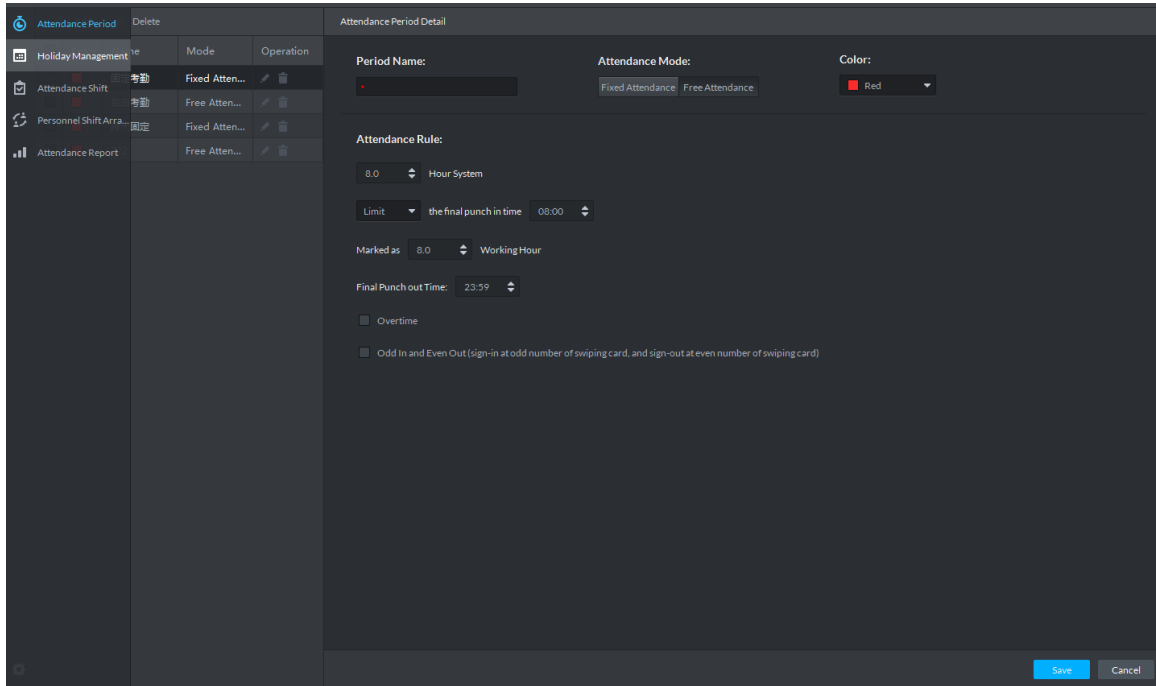 Attendance Period
Delete
Attendance Period Detail
Holiday Management
Mode
Operation
考勤
Fixed Atten...
Attendance Shift
考勤
Free Atten...
Personnel Shift Arra...
固定
Fixed Atten...
Attendance Report
Free Atten...
Period Name:
Attendance Mode:
Color:
*
Fixed Attendance Free Attendance
Red
Attendance Rule:
8.0 Hour System
Limit the final punch in time 08:00
Marked as 8.0 Working Hour
Final Punch out Time: 23:59
Overtime
Odd In and Even Out (sign-in at odd number of swiping card, and sign-out at even number of swiping card)
Save Cancel